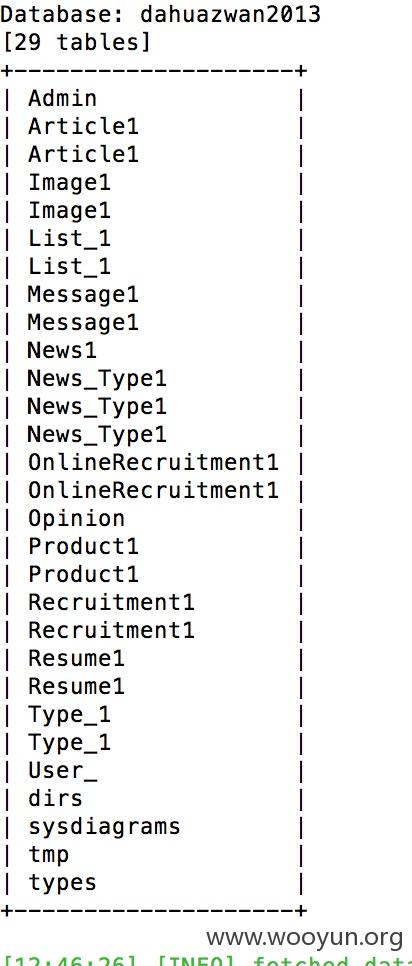 Database: dahuazwan2013
[29 tables]
+--------------------+
| Admin              |
| Article1           |
| Article1           |
| Image1             |
| Image1             |
| List_1             |
| List_1             |
| Message1           |
| Message1           |
| News1              |
| News_Type1         |
| News_Type1         |
| News_Type1         |
| OnlineRecruitment1 |
| OnlineRecruitment1 |
| Opinion            |
| Product1           |
| Product1           |
| Recruitment1       |
| Recruitment1       |
| Resume1            |
| Resume1            |
| Type_1             |
| Type_1             |
| User_              |
| dirs               |
| sysdiagrams        |
| tmp                |
| types              |
+--------------------+
www.wooyun.org
[12:46:26] [INFO] fetched data